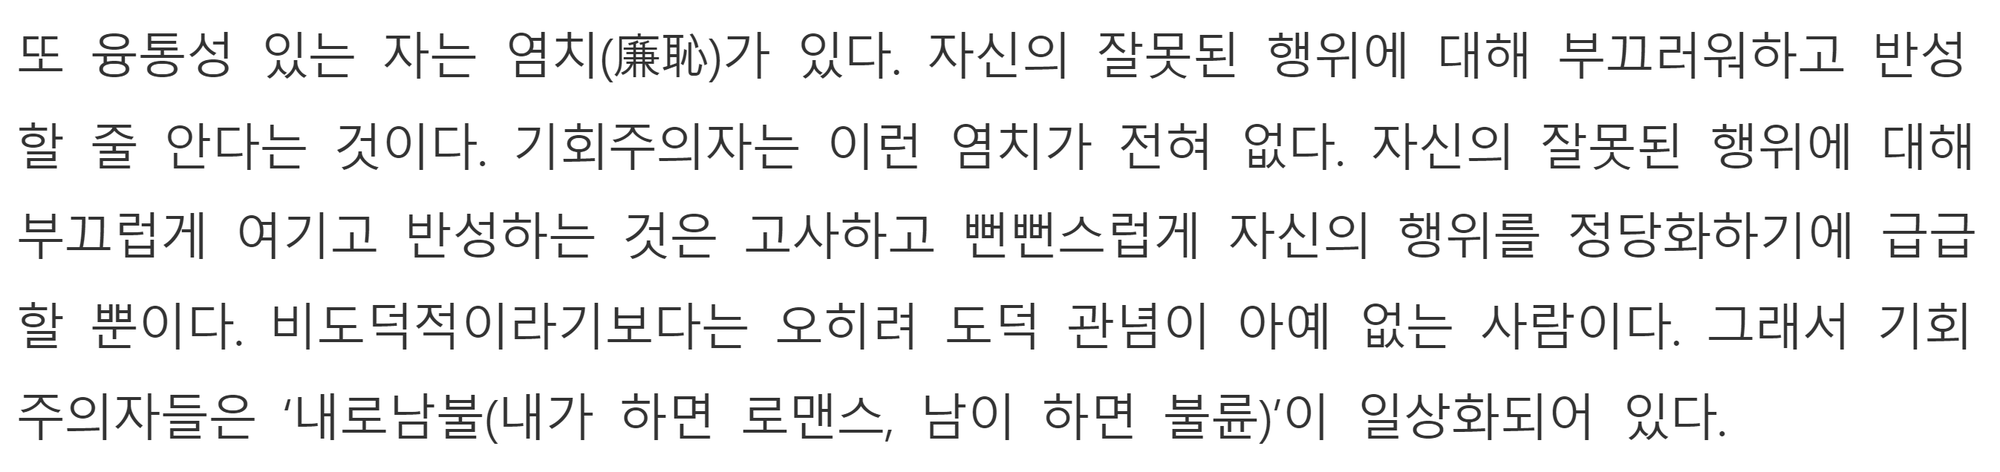 또 융통성 있는 자는 염치(廉恥)가 있다. 자신의 잘못된 행위에 대해 부끄러워하고 반성
할 줄 안다는 것이다. 기회주의자는 이런 염치가 전혀 없다. 자신의 잘못된 행위에 대해
부끄럽게 여기고 반성하는 것은 고사하고 뻔뻔스럽게 자신의 행위를 정당화하기에 급급
할 뿐이다. 비도덕적이라기보다는 오히려 도덕 관념이 아예 없는 사람이다. 그래서 기회
주의자들은 ‘내로남불(내가 하면 로맨스, 남이 하면 불륜)’이 일상화되어 있다.